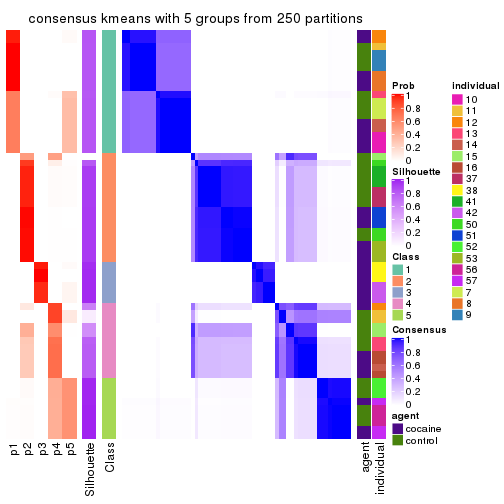 consensus kmeans with 5 groups from 250 partitions
Prob
1
0.8
0.6
0.4
0.2
0
Silhouette
1
0.8
0.6
0.4
0.2
0
Class
1
2
3
4
5
Consensus
1
0.8
0.6
0.4
0.2
0
agent
cocaine
control
individual
10
11
12
13
14
15
16
37
38
41
42
50
51
52
53
56
57
7
8
9
p1
p2
p3
p4
p5
Silhouette
Class
agent
individual